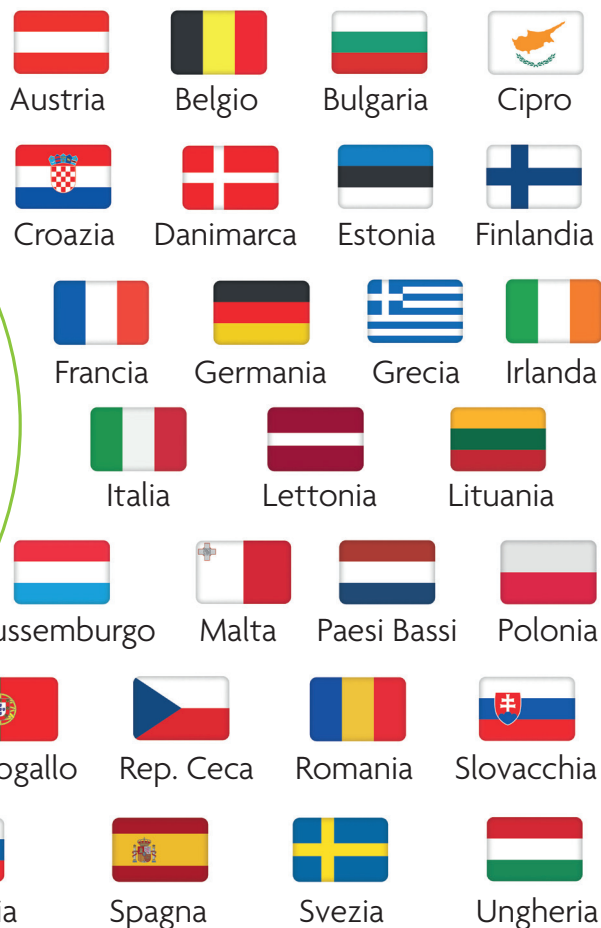 Austria Belgio Bulgaria Cipro
Croazia Danimarca Estonia Finlandia
Francia Germania Grecia Irlanda
Italia Lettonia Lituania
ussemburgo Malta Paesi Bassi Polonia
ogallo Rep. Ceca Romania Slovacchia
ia Spagna Svezia Ungheria